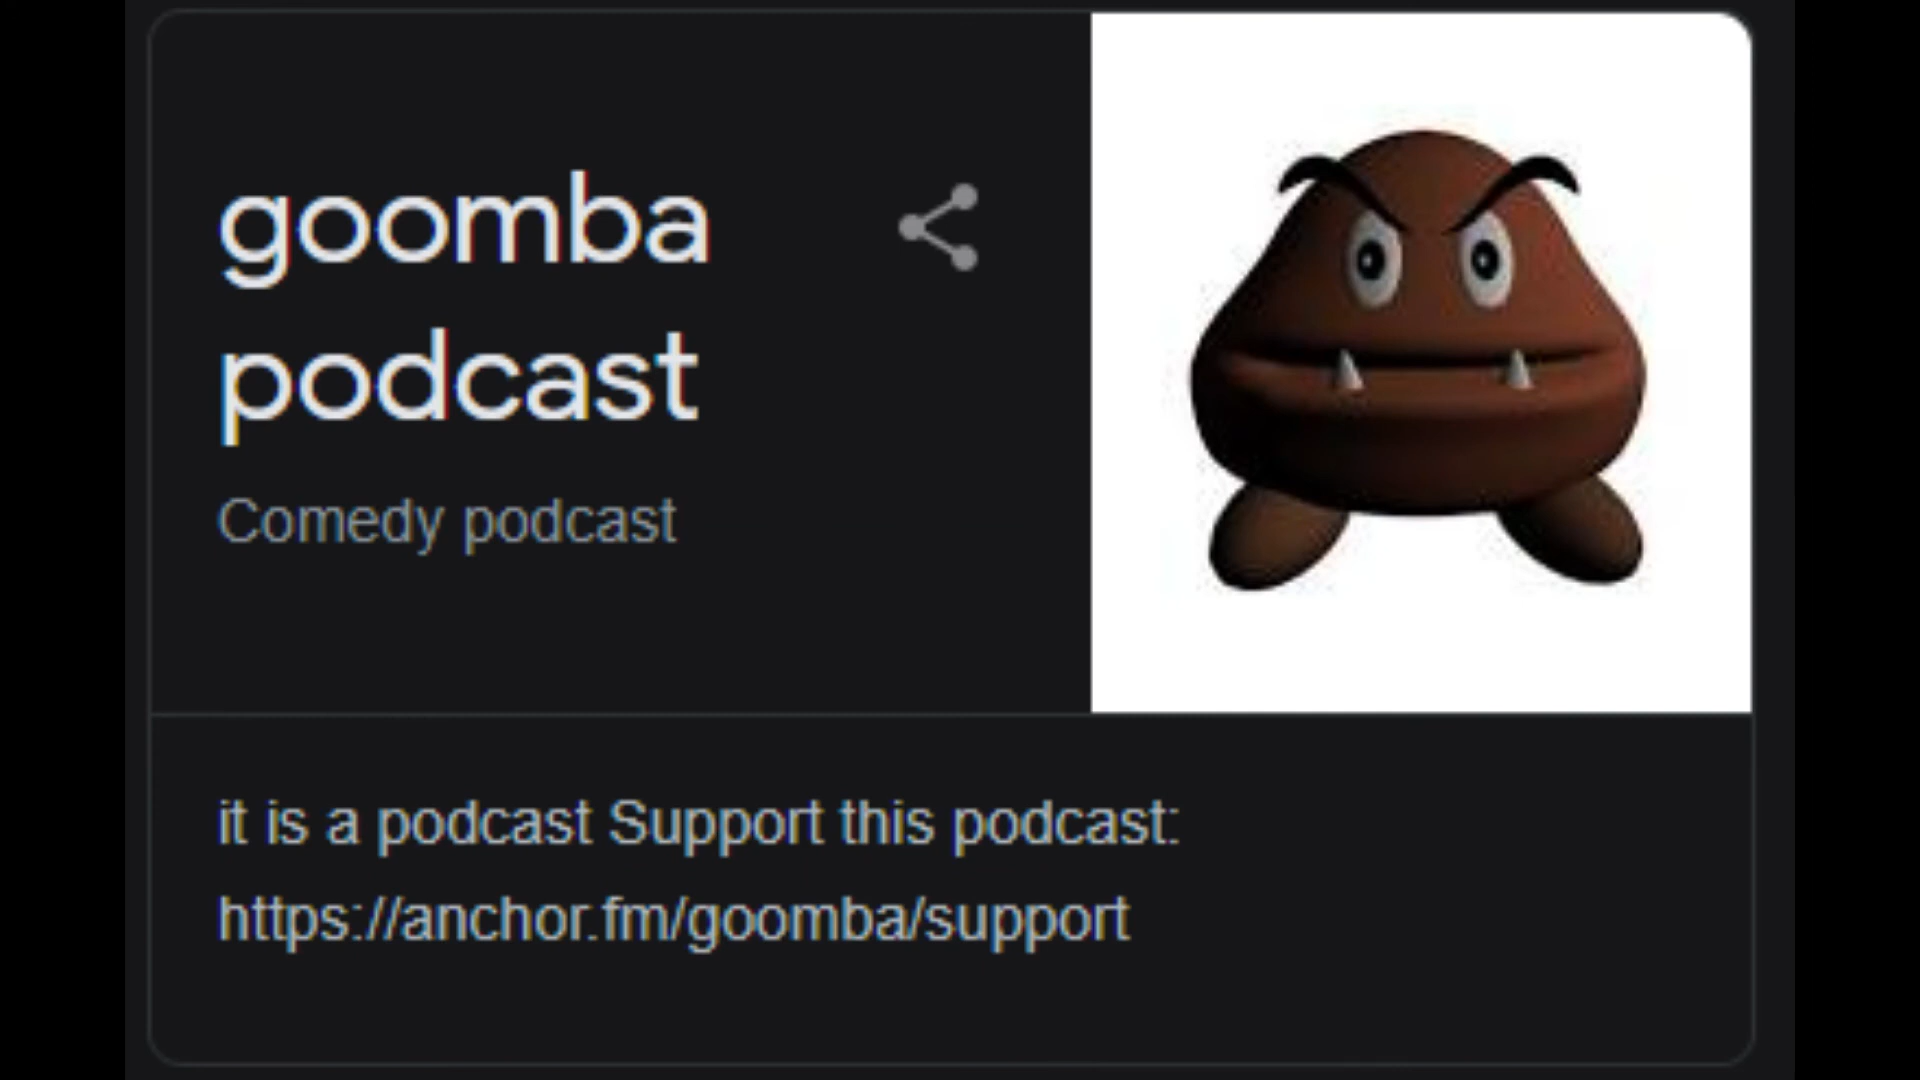 goomba
podcast
Comedy podcast
it is a podcast Support this podcast:
https://anchor.fm/goomba/support